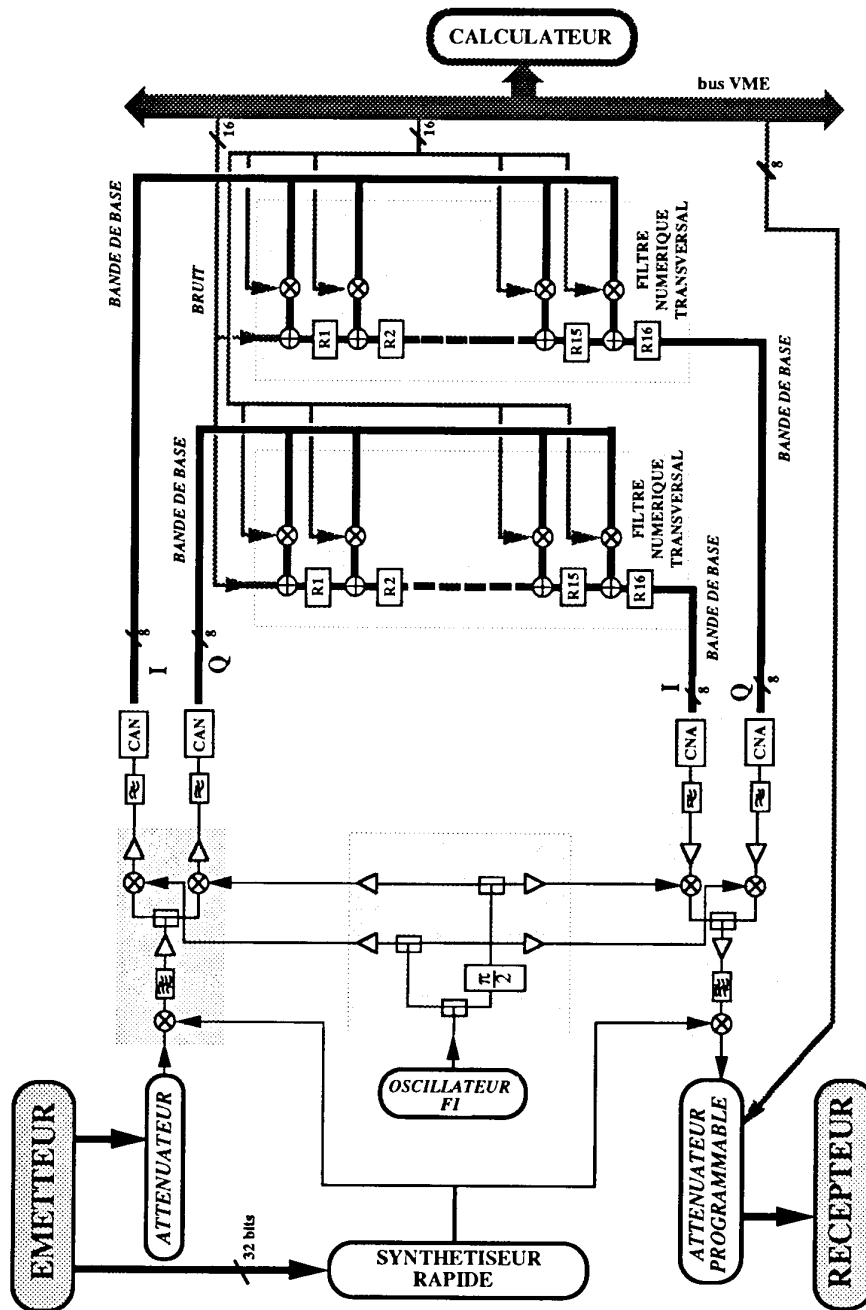 CALCULATEUR
bus VME
16
16
8
BANDE DE BASE
BRUIT
R1
R2
R15
R16
FILTRE
NUMERIQUE
TRANSVERSAL
BANDE DE BASE
BANDE DE BASE
R1
R2
R15
R16
FILTRE
NUMERIQUE
TRANSVERSAL
BANDE DE BASE
8
I
8
Q
I
8
Q
8
CAN
CAN
CNA
CNA
π
2
OSCILLATEUR
FI
EMETTEUR
ATTENUATEUR
32 bits
SYNTHETISEUR
RAPIDE
ATTENUATEUR
PROGRAMMABLE
RECEPTEUR